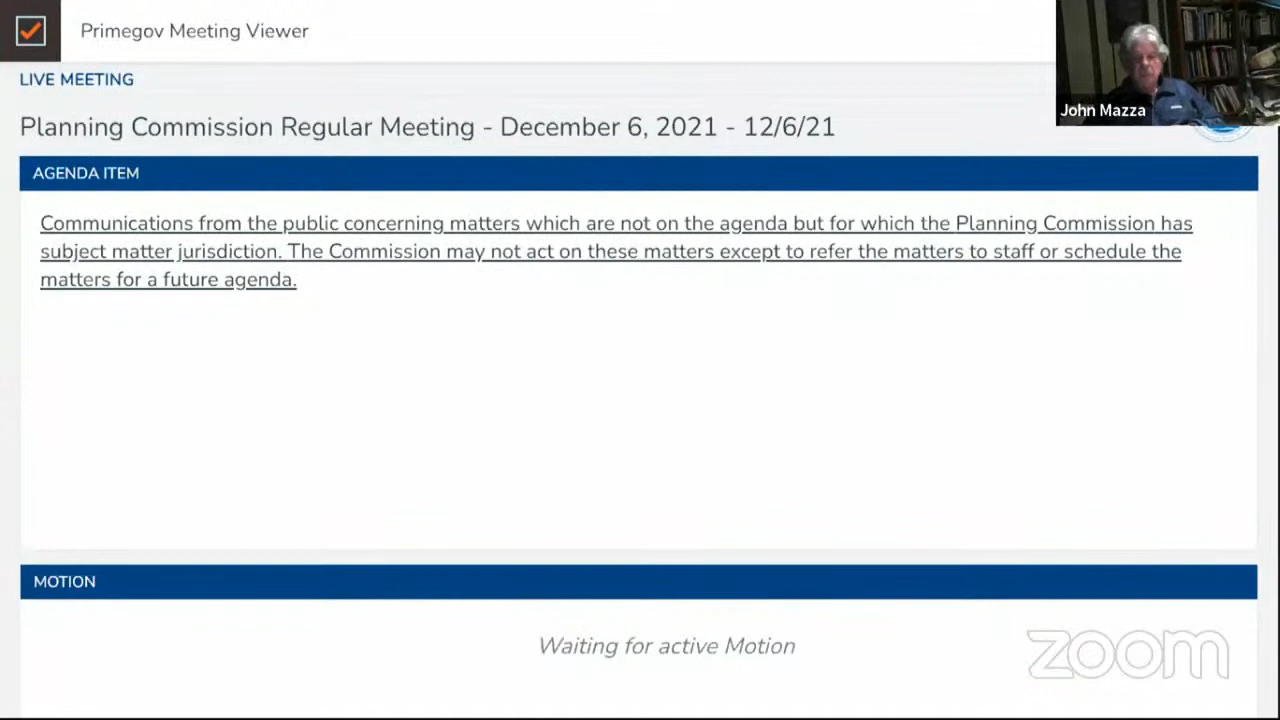 Primegov Meeting Viewer
John Mazza
LIVE MEETING
Planning Commission Regular Meeting - December 6, 2021 - 12/6/21
AGENDA ITEM
Communications from the public concerning matters which are not on the agenda but for which the Planning Commission has
subject matter jurisdiction. The Commission may not act on these matters except to refer the matters to staff or schedule the
matters for a future agenda.
MOTION
Waiting for active Motion
zoom